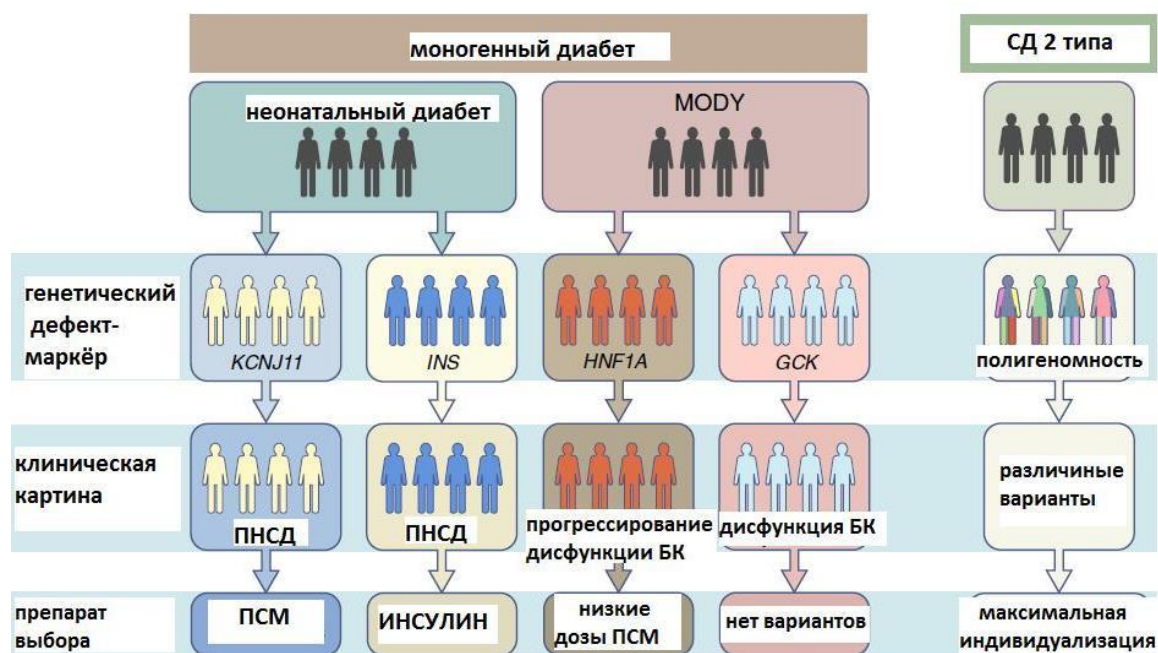 моногенный диабет
СД 2 типа
неонатальный диабет
MODY
генетический
дефект-
маркёр
KCNJ11
INS
HNF1A
GCK
полигеномность
клиническая
картина
ПНСД
ПНСД
прогрессирование
дисфункции БК
дисфункция БК
различиные
варианты
препарат
выбора
ПСМ
ИНСУЛИН
низкие
дозы ПСМ
нет вариантов
максимальная
индивидуализация